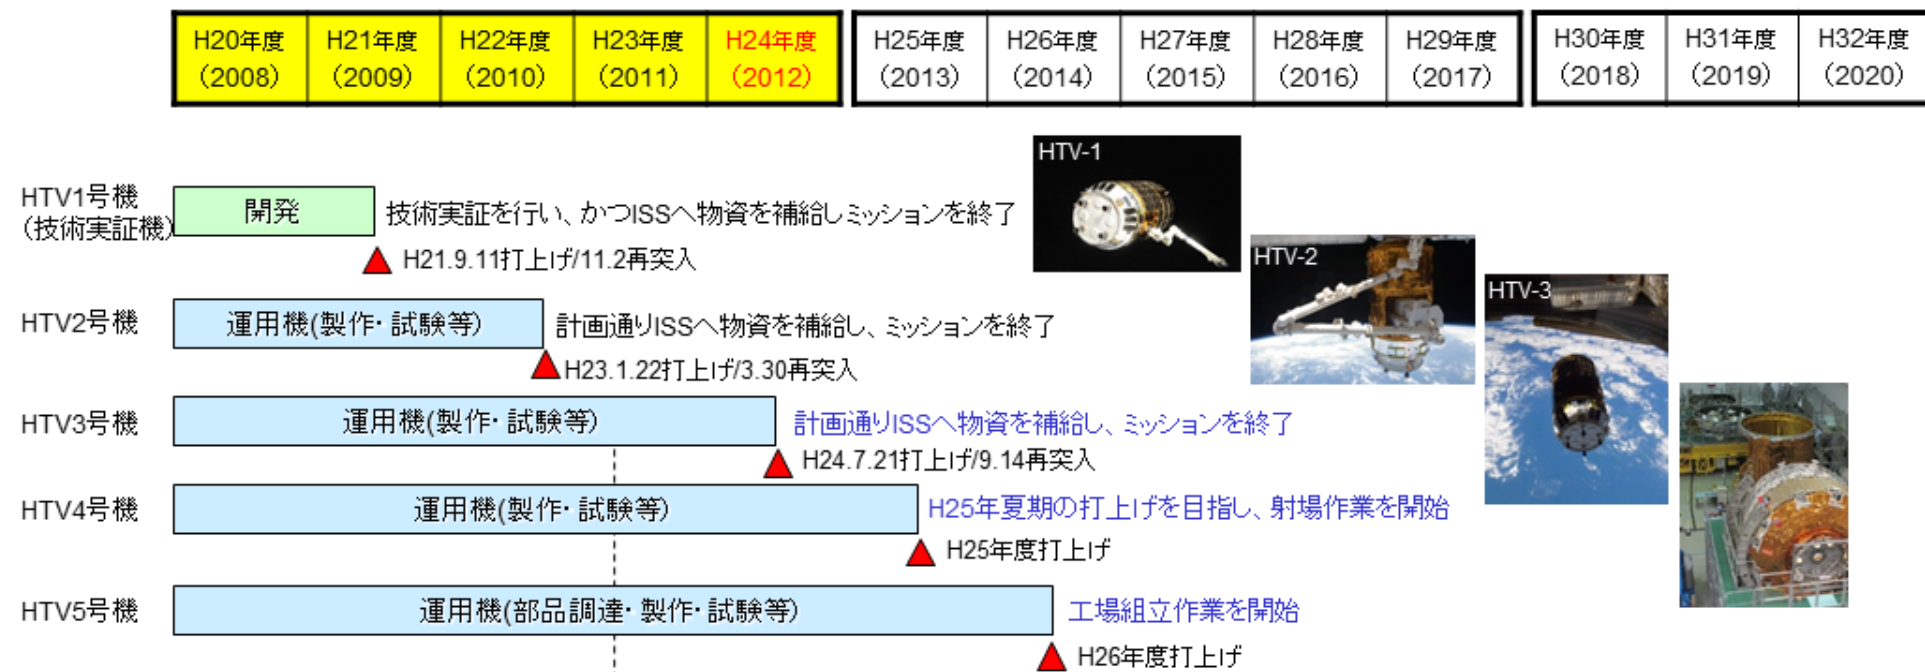 H20年度 H21年度 H22年度 H23年度 H24年度 H25年度 H26年度 H27年度 H28年度 H29年度 H30年度 H31年度 H32年度
（2008） （2009） （2010） （2011） （2012） （2013） （2014） （2015） （2016） （2017） （2018） （2019） （2020）
HTV-1
HTV1号機
（技術実証機）
開発
技術実証を行い、かつISSへ物資を補給しミッションを終了
H21.9.11打上げ/11.2再突入
HTV-2
HTV2号機
運用機(製作・試験等)
計画通りISSへ物資を補給し、ミッションを終了
H23.1.22打上げ/3.30再突入
HTV-3
HTV3号機
運用機(製作・試験等)
計画通りISSへ物資を補給し、ミッションを終了
H24.7.21打上げ/9.14再突入
HTV4号機
運用機(製作・試験等)
H25年夏期の打上げを目指し、射場作業を開始
H25年度打上げ
HTV5号機
運用機(部品調達・製作・試験等)
工場組立作業を開始
H26年度打上げ